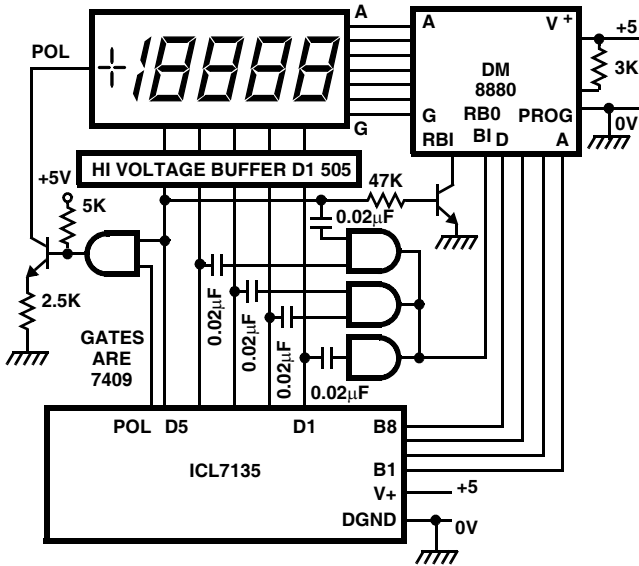 A
A
V+
+5
POL
+18888
DM
8880
3K
G
G
RB0
PROG
0V
RBI
BI
D
A
HI VOLTAGE BUFFER D1 505
+5V
47K
5K
0.02μF
2.5K
0.02μF
0.02μF
0.02μF
0.02μF
GATES
ARE
7409
POL
D5
D1
B8
ICL7135
B1
V+
+5
DGND
0V